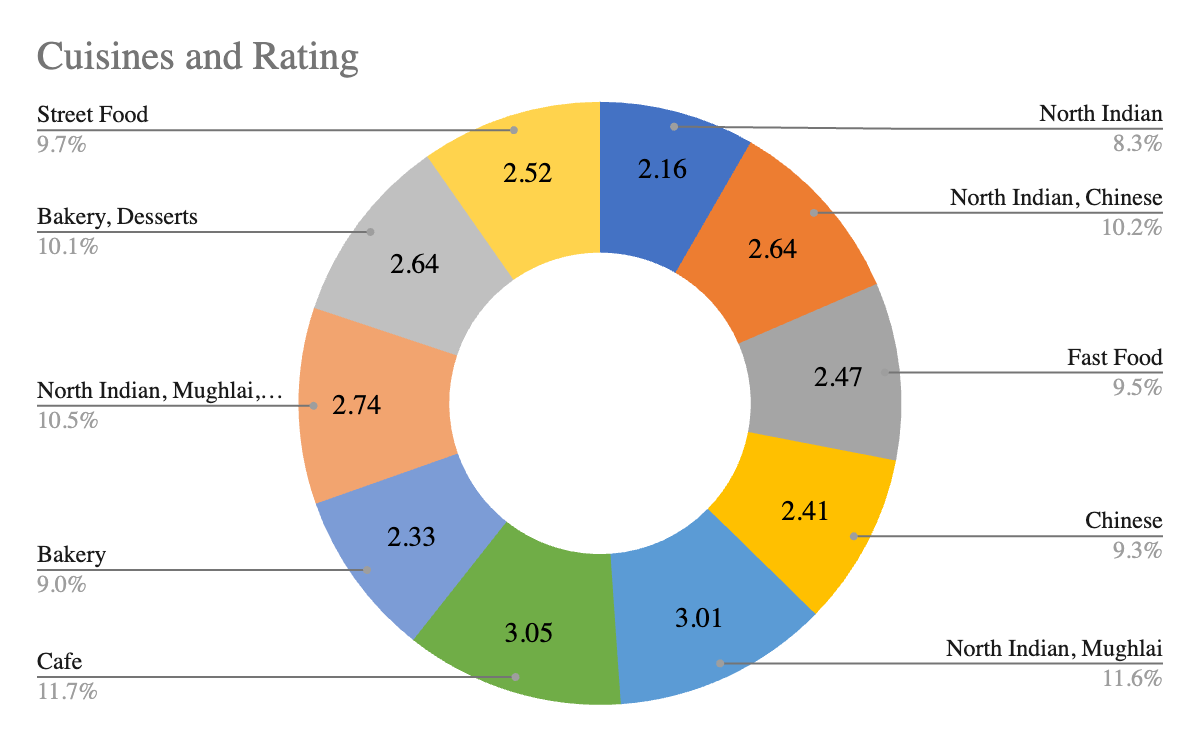 Cuisines and Rating
Street Food
9.7%
Bakery, Desserts
10.1%
North Indian, Mughlai,…
10.5%
Bakery
9.0%
Cafe
11.7%
North Indian
8.3%
North Indian, Chinese
10.2%
Fast Food
9.5%
Chinese
9.3%
North Indian, Mughlai
11.6%
2.52
2.16
2.64
2.64
2.47
2.74
2.41
2.33
3.01
3.05